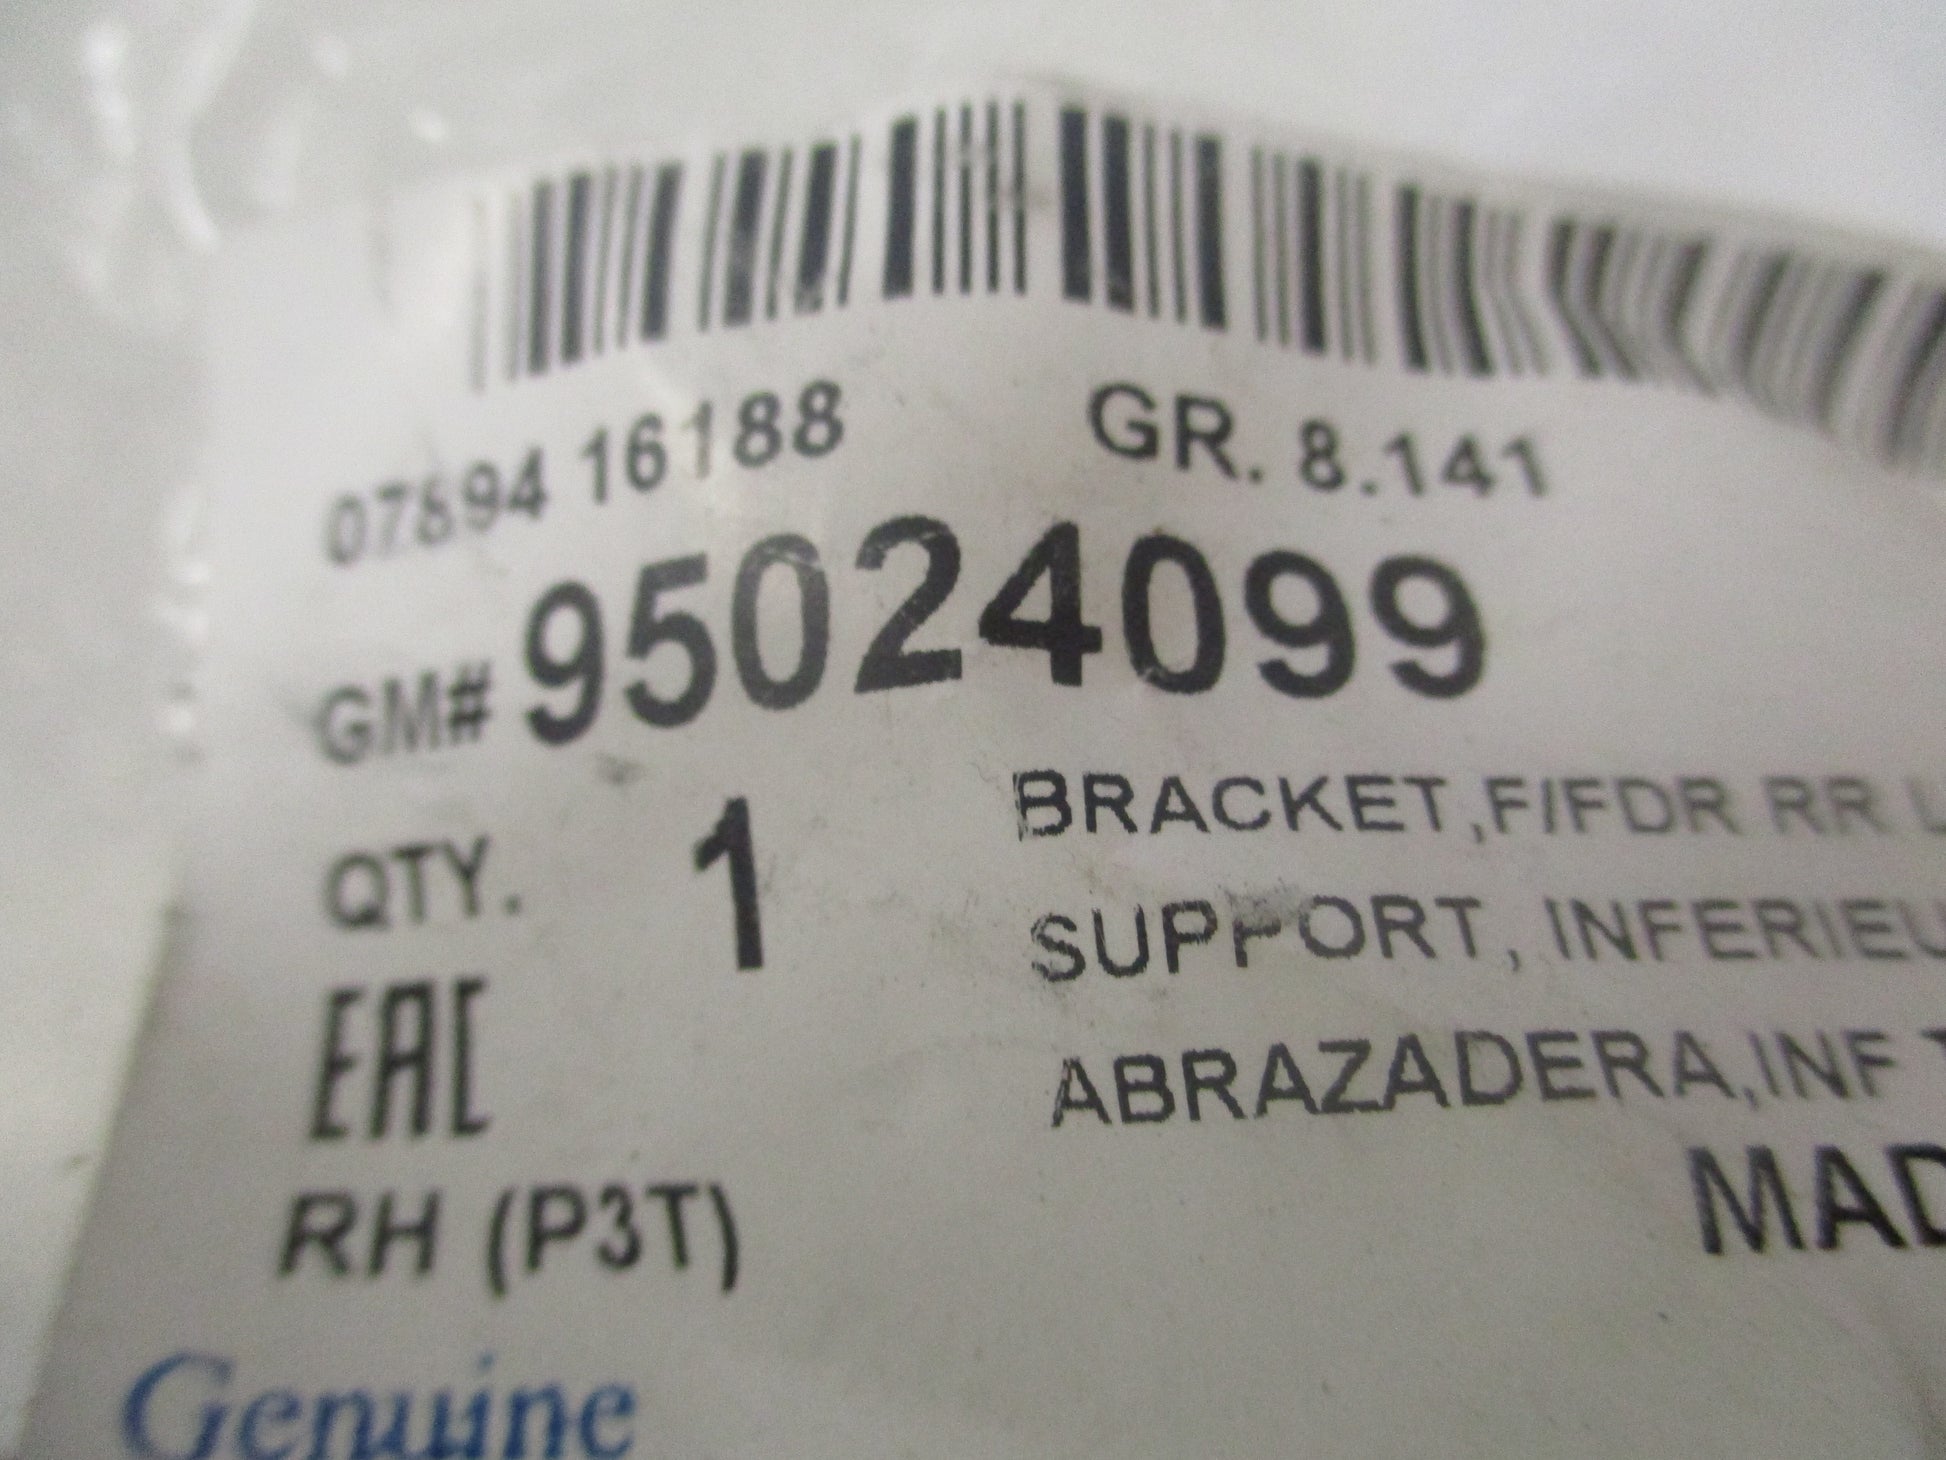 07894 16188 GR. 8.141
GM# 95024099
QTY. 1
BRACKET,F/FDR RR
SUPPORT, INFERIEU
ABRAZADERA,INF
EAC
MAD
RH (P3T)
Genuine